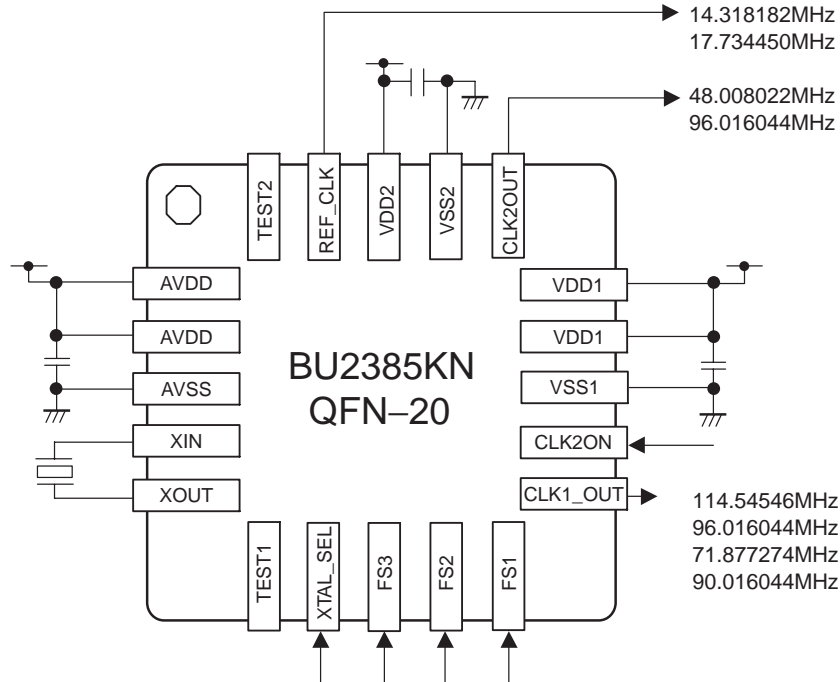 14.318182MHz
17.734450MHz
48.008022MHz
96.016044MHz
TEST2
REF_CLK
VDD2
VSS2
CLK2OUT
AVDD
AVDD
AVSS
XIN
XOUT
BU2385KN
QFN−20
VDD1
VDD1
VSS1
CLK2ON
CLK1_OUT
114.54546MHz
96.016044MHz
71.877274MHz
90.016044MHz
TEST1
XTAL_SEL
FS3
FS2
FS1